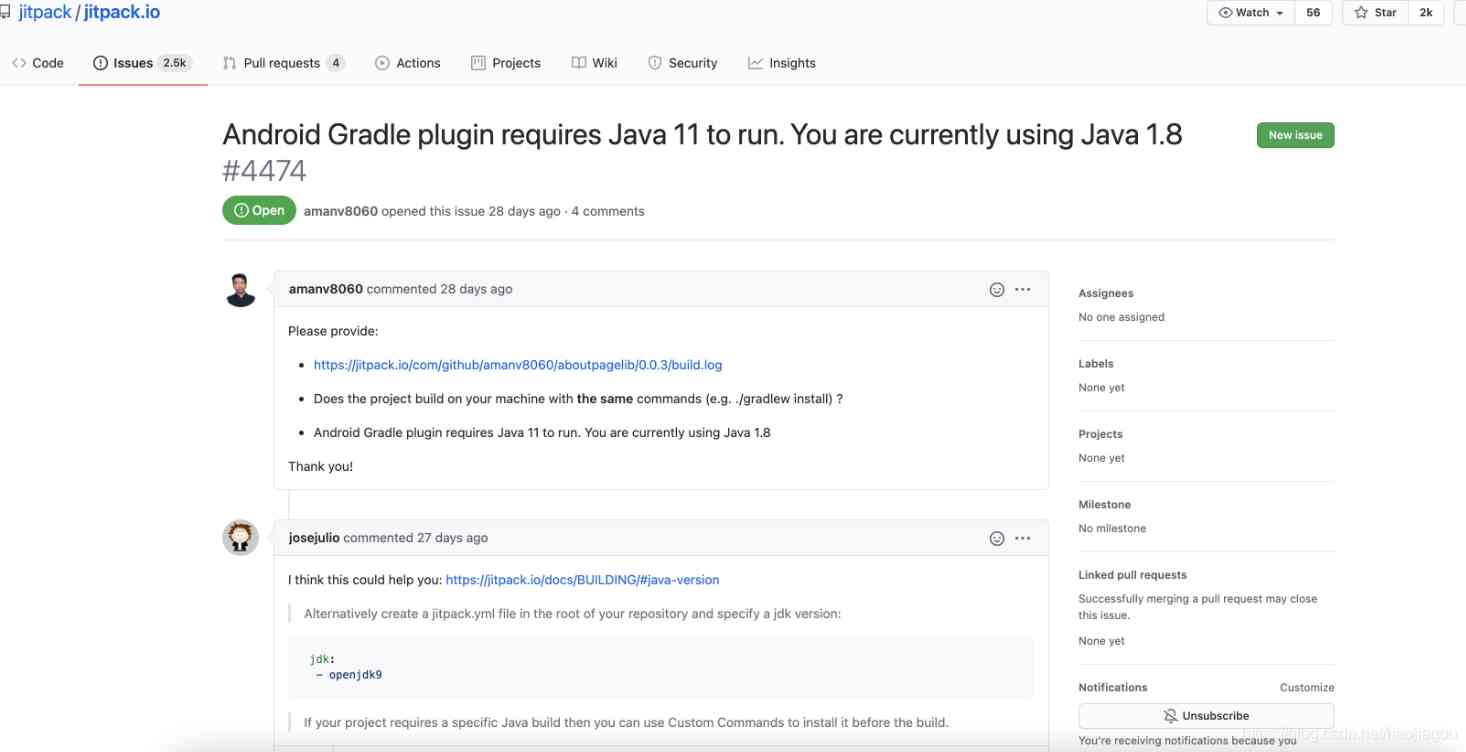 jitpack / jitpack.io
Watch 56 Star 2k
Code Issues 2.5k Pull requests 4 Actions Projects Wiki Security Insights
Android Gradle plugin requires Java 11 to run. You are currently using Java 1.8
#4474
New issue
Open amanv8060 opened this issue 28 days ago · 4 comments
amanv8060 commented 28 days ago
Please provide:
https://jitpack.io/com/github/amanv8060/aboutpagelib/0.0.3/build.log
Does the project build on your machine with the same commands (e.g. ./gradlew install) ?
Android Gradle plugin requires Java 11 to run. You are currently using Java 1.8
Thank you!
josejulio commented 27 days ago
I think this could help you: https://jitpack.io/docs/BUILDING/#java-version
Alternatively create a jitpack.yml file in the root of your repository and specify a jdk version:
jdk:
- openjdk9
If your project requires a specific Java build then you can use Custom Commands to install it before the build.
Assignees
No one assigned
Labels
None yet
Projects
None yet
Milestone
No milestone
Linked pull requests
Successfully merging a pull request may close
this issue.
None yet
Notifications Customize
Unsubscribe
You're receiving notifications because you